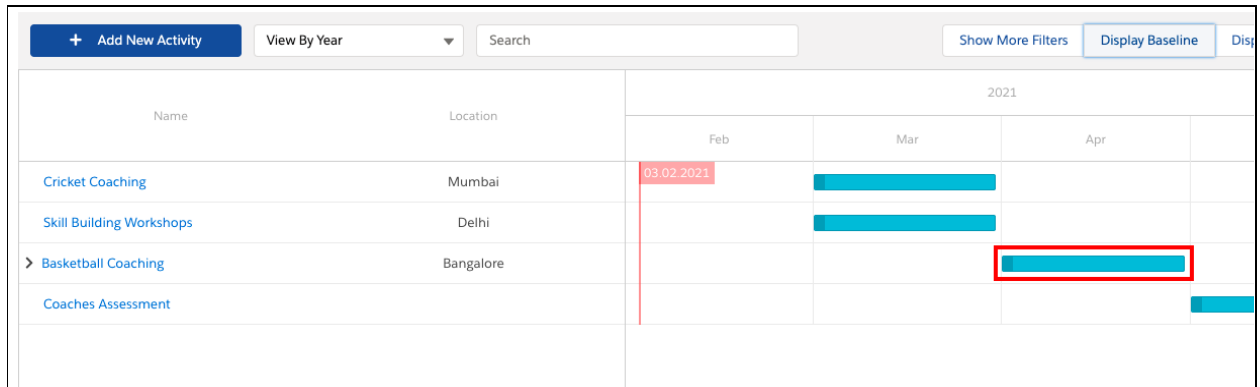 + Add New Activity
View By Year
Search
Show More Filters
Display Baseline
Name
Location
2021
Feb
Mar
Apr
03.02.2021
Cricket Coaching
Mumbai
Skill Building Workshops
Delhi
Basketball Coaching
Bangalore
Coaches Assessment